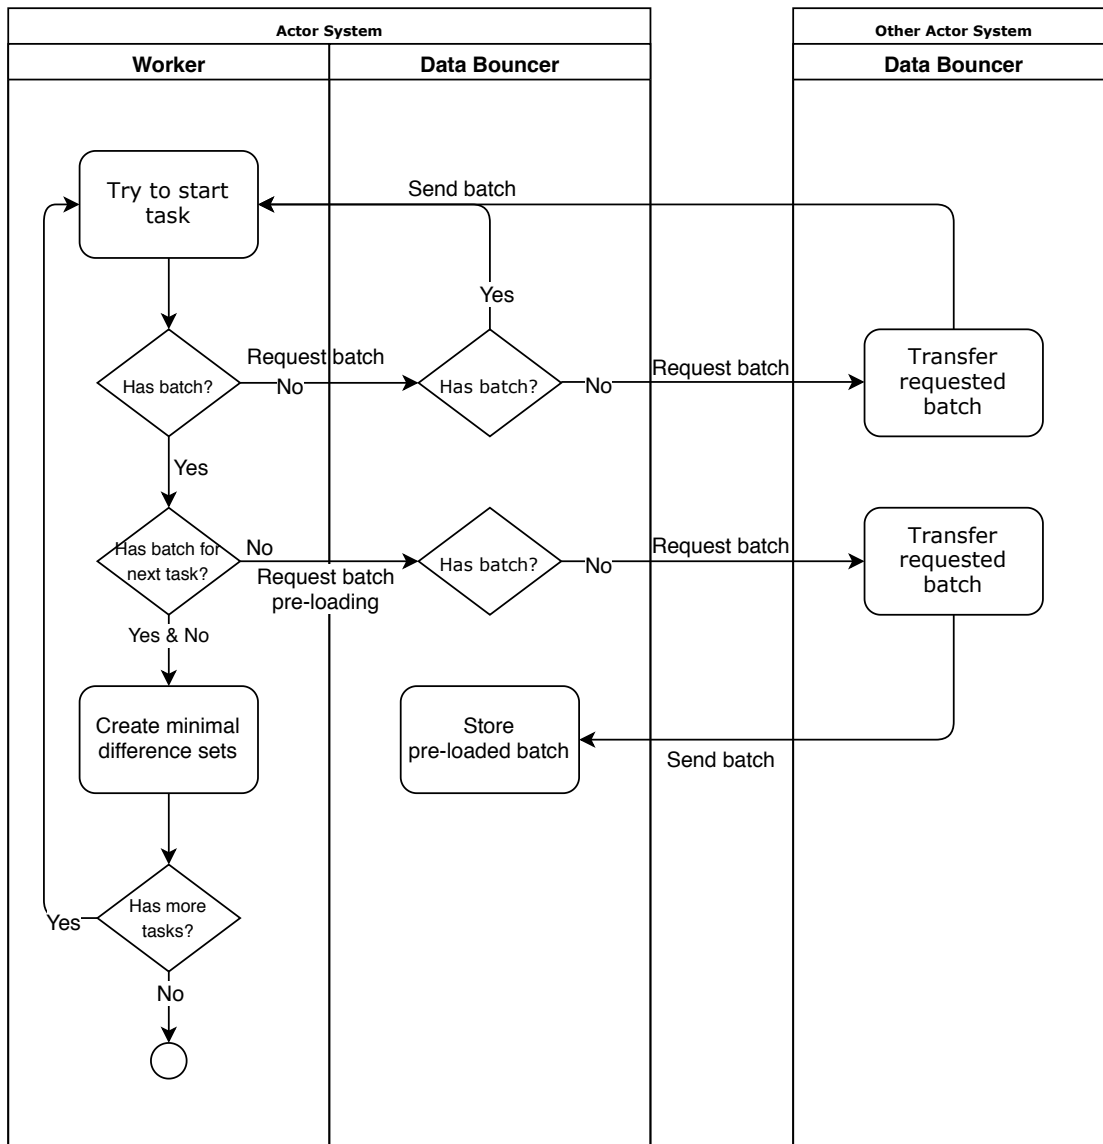 Actor System
Other Actor System
Worker
Data Bouncer
Data Bouncer
Try to start
task
Send batch
Yes
Has batch?
Request batch
No
Has batch?
No
Request batch
Transfer
requested
batch
Yes
Has batch for
next task?
No
Request batch
pre-loading
Has batch?
No
Request batch
Transfer
requested
batch
Yes & No
Create minimal
difference sets
Store
pre-loaded batch
Send batch
Has more
tasks?
Yes
No